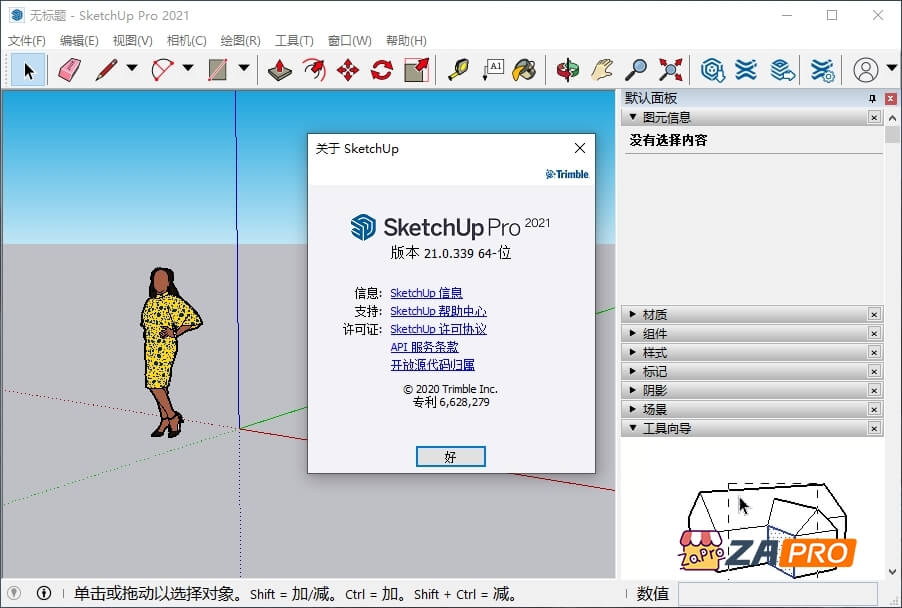 无标题 - SketchUp Pro 2021
文件(F) 编辑(E) 视图(V) 相机(C) 绘图(R) 工具(T) 窗口(W) 帮助(H)
A1
默认面板
图元信息
没有选择内容
关于 SketchUp
Trimble
SketchUp Pro 2021
版本 21.0.339 64-位
信息: SketchUp 信息
支持: SketchUp 帮助中心
许可证: SketchUp 许可协议
API 服务条款
开放源代码归属
© 2020 Trimble Inc.
专利 6,628,279
好
材质
组件
样式
标记
阴影
场景
工具向导
ZaPro
ZAPRO
单击或拖动以选择对象。Shift = 加/减。Ctrl = 加。Shift + Ctrl = 减。
数值